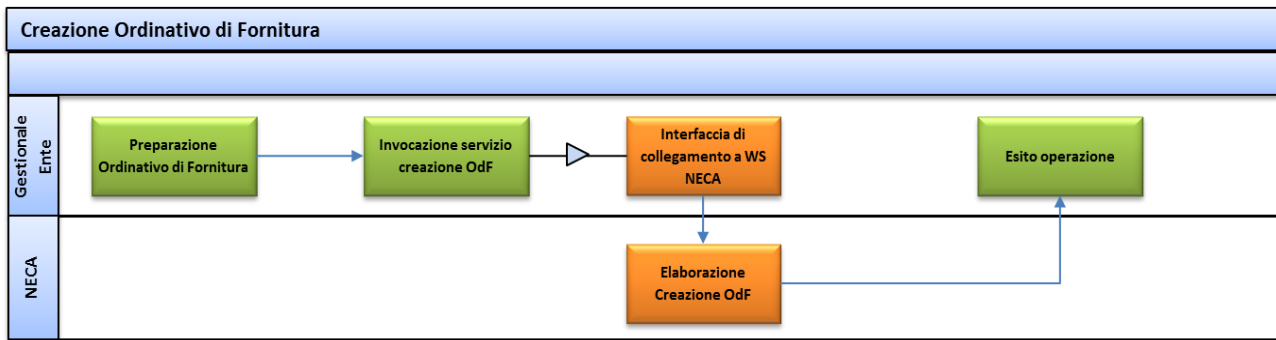 Creazione Ordinativo di Fornitura
Gestionale
Ente
Preparazione
Ordinativo di Fornitura
Invocazione servizio
creazione OdF
Interfaccia di
collegamento a WS
NECA
Esito operazione
NECA
Elaborazione
Creazione OdF